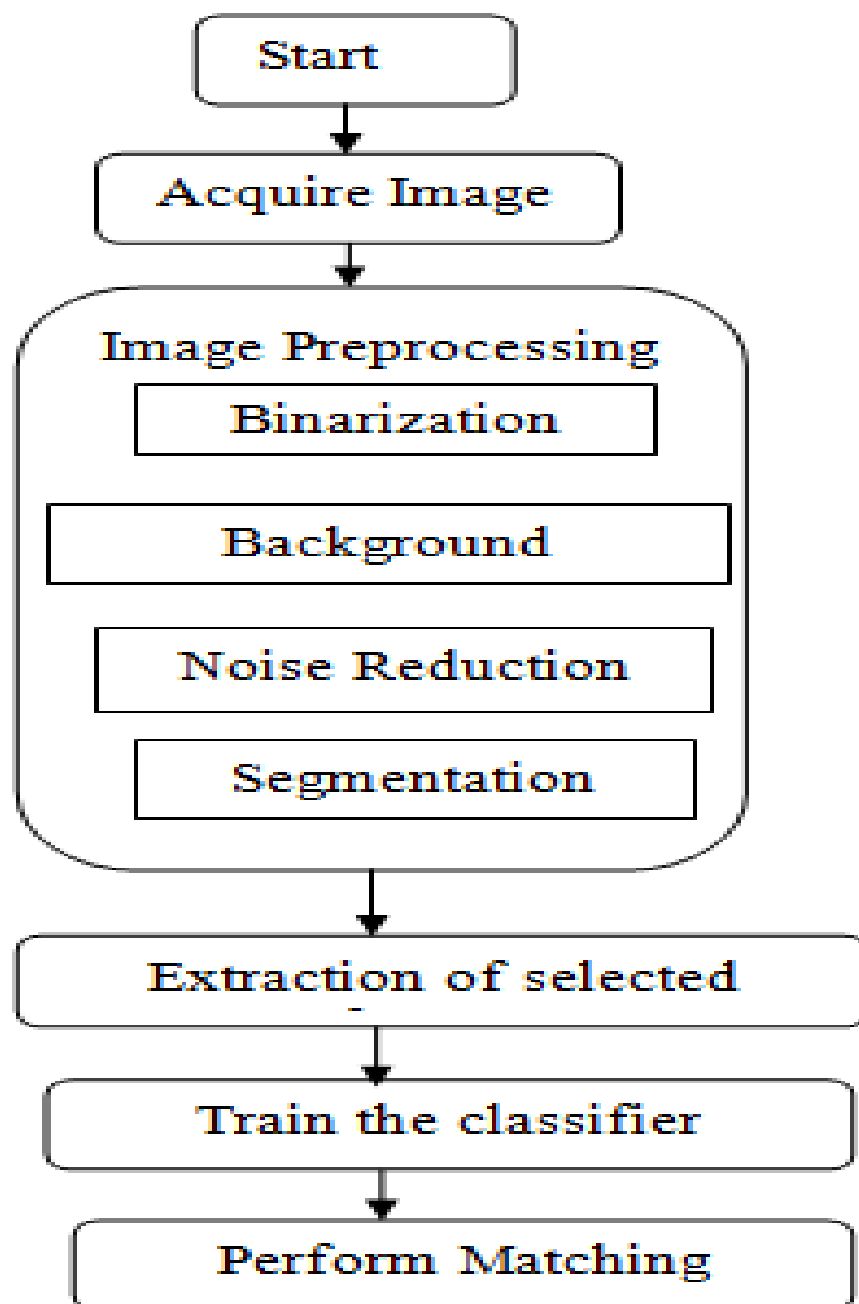 Start
Acquire Image
Image Preprocessing
Binarization
Background
Noise Reduction
Segmentation
Extraction of selected
Train the classifier
Perform Matching